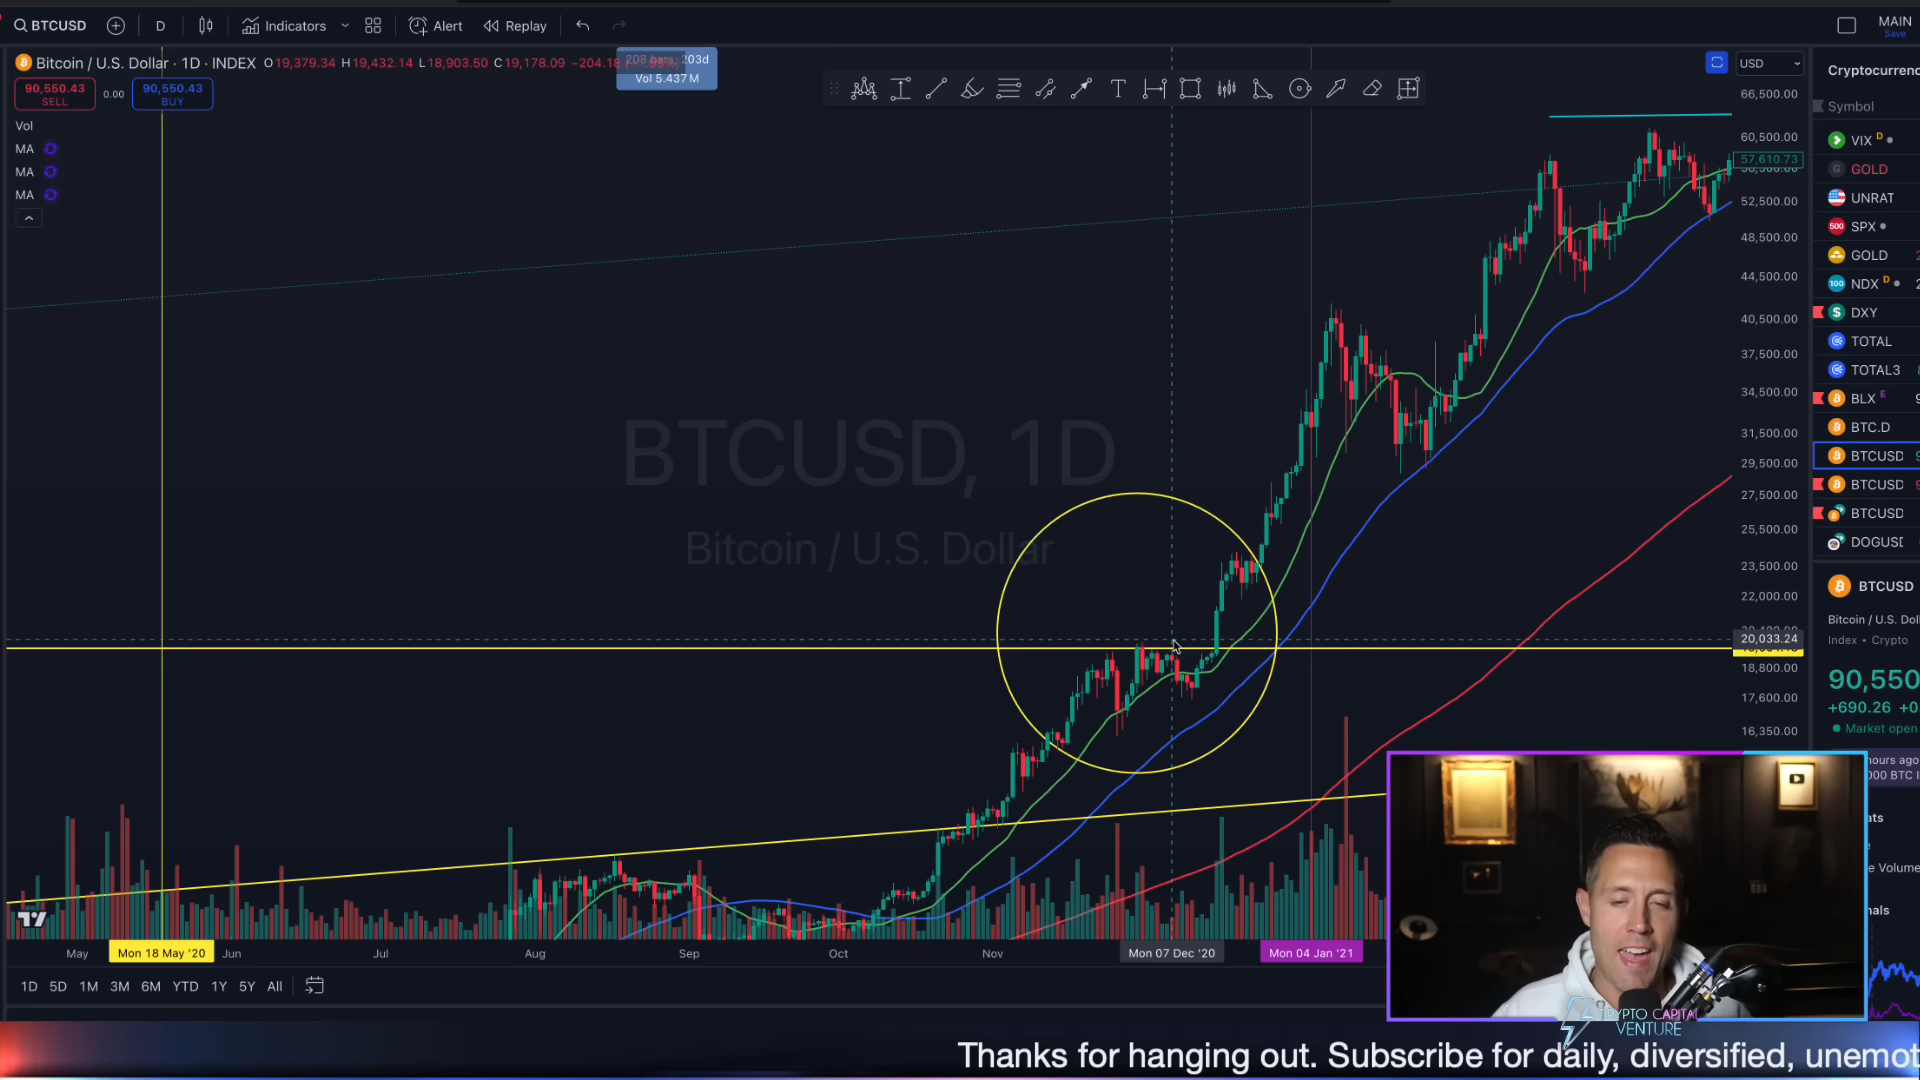 BTCUSD
D
Indicators
Alert
Replay
MAIN
Save
Bitcoin / U.S. Dollar · 1D · INDEX O19,379.34 H19,432.14 L18,903.50 C19,178.09 −204.18
203d
Vol 5.437 M
90,550.43
SELL
0.00
90,550.43
BUY
Vol
MA
MA
MA
USD
66,500.00
60,500.00
57,610.73
52,500.00
48,500.00
44,500.00
40,500.00
37,500.00
34,500.00
31,500.00
29,500.00
27,500.00
25,500.00
23,500.00
22,000.00
20,033.24
18,800.00
17,600.00
16,350.00
BTCUSD, 1D
Bitcoin / U.S. Dollar
Symbol
VIX D
GOLD
UNRAT
500 SPX
GOLD
100 NDX D
DXY
TOTAL
TOTAL3
BLX E
BTC.D
BTCUSD
BTCUSD
BTCUSD
BTCUSD
Index • Crypto
90,550
+690.26
Market open
hours ago
000 BTC
May
Mon 18 May '20
Jun
Jul
Aug
Sep
Oct
Nov
Mon 07 Dec '20
Mon 04 Jan '21
1D 5D 1M 3M 6M YTD 1Y 5Y All
CRYPTO CAPITAL
VENTURE
Thanks for hanging out. Subscribe for daily, diversified,